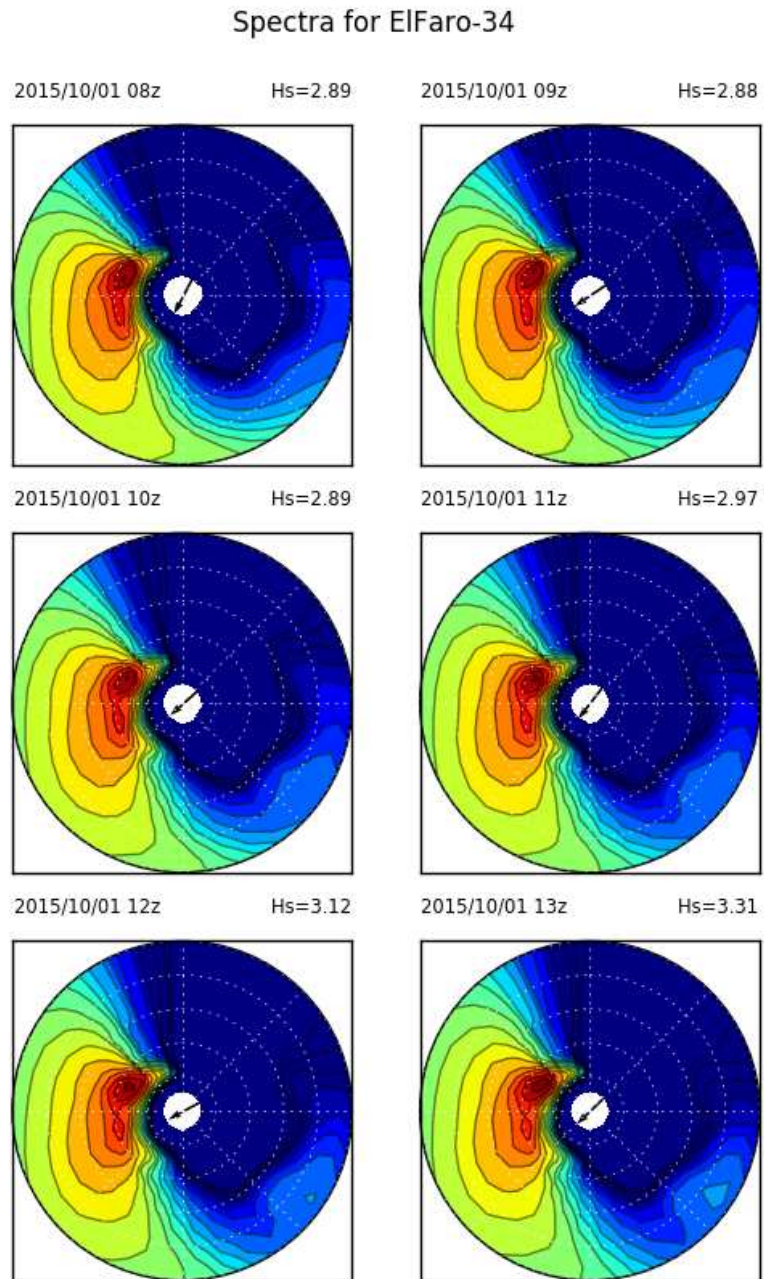 Spectra for ElFaro-34
2015/10/01 08z Hs=2.89
2015/10/01 09z Hs=2.88
2015/10/01 10z Hs=2.89
2015/10/01 11z Hs=2.97
2015/10/01 12z Hs=3.12
2015/10/01 13z Hs=3.31